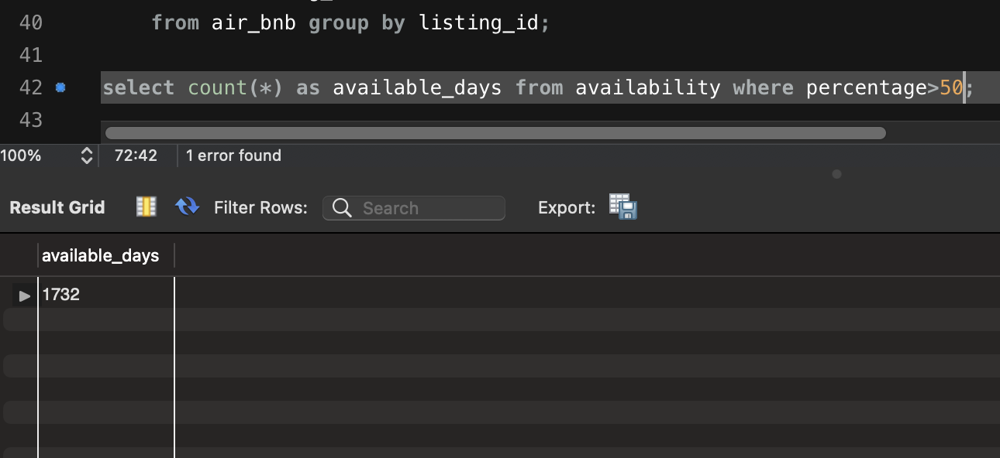 40 from air_bnb group by listing_id;
41
42 select count(*) as available_days from availability where percentage>50;
43
100% 72:42 1 error found
Result Grid Filter Rows: Search Export:
available_days
1732